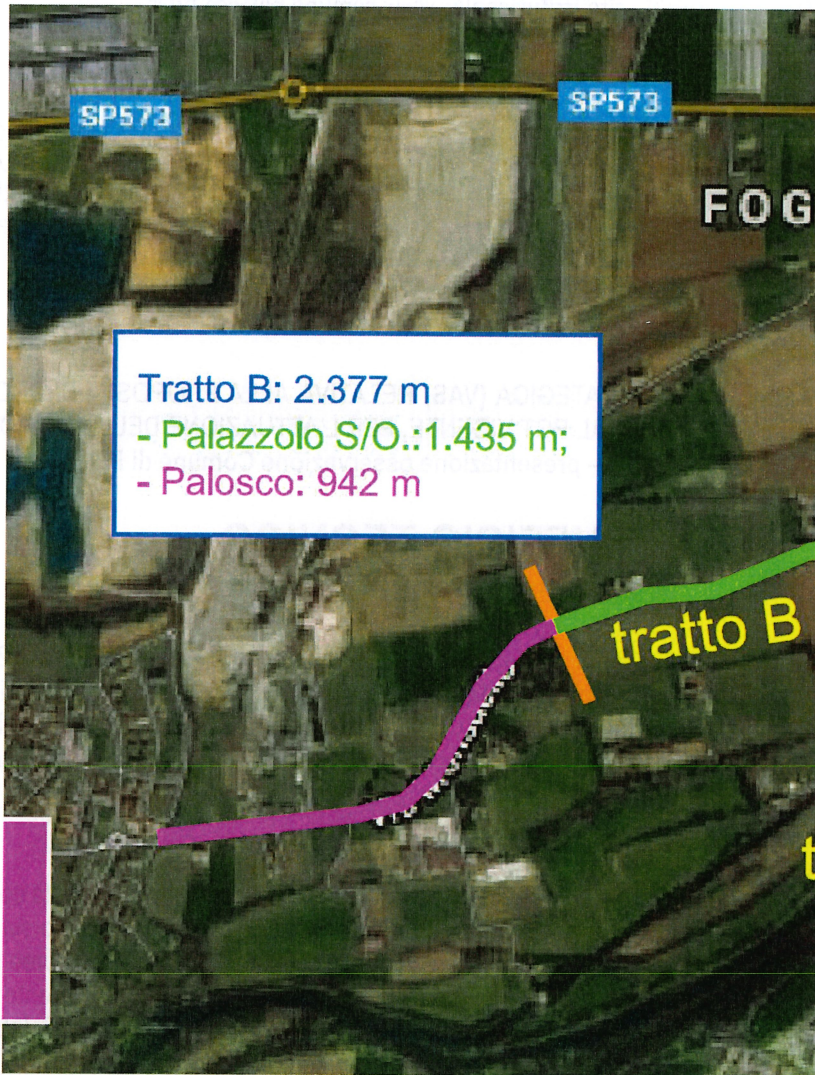 SP573
SP573
FOG
Tratto B: 2.377 m
- Palazzolo S/O.:1.435 m;
- Palosco: 942 m
tratto B
t